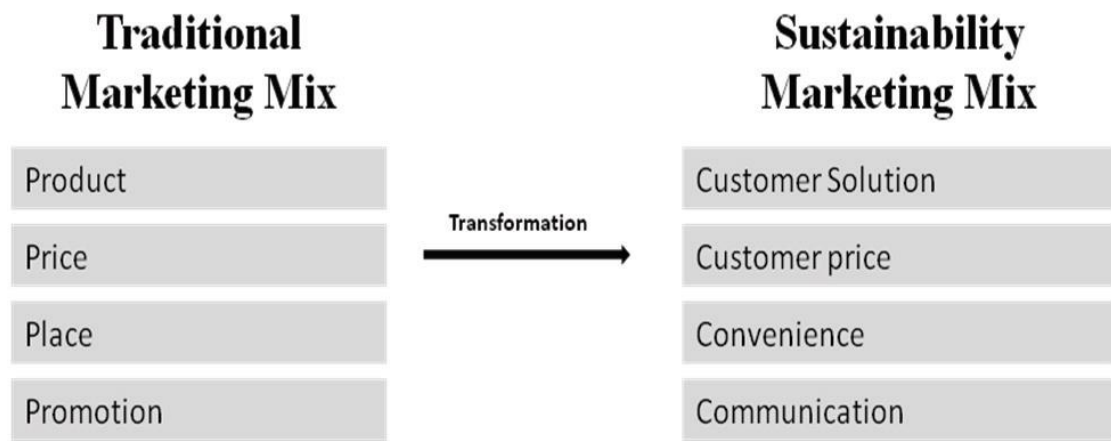 Traditional
Marketing Mix
Product
Price
Place
Promotion
Transformation
Sustainability
Marketing Mix
Customer Solution
Customer price
Convenience
Communication